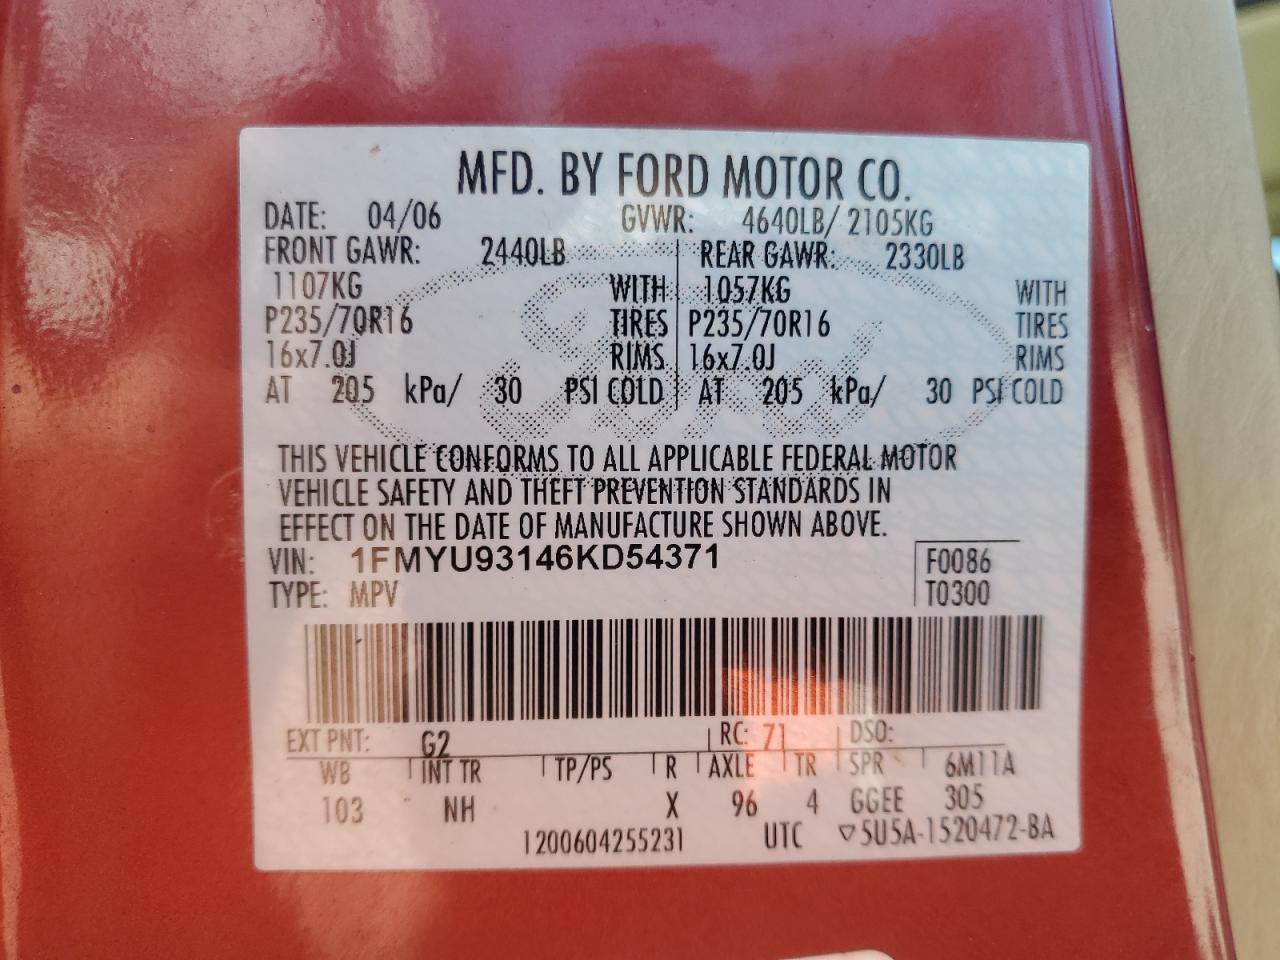 MFD. BY FORD MOTOR CO.
DATE: 04/06 GVWR: 4640LB/ 2105KG
FRONT GAWR: 2440LB REAR GAWR: 2330LB
1107KG WITH 1057KG WITH
P235/70R16 TIRES P235/70R16 TIRES
16x7.0J RIMS 16x7.0J RIMS
AT 205 kPa/ 30 PSI COLD AT 205 kPa/ 30 PSI COLD
THIS VEHICLE CONFORMS TO ALL APPLICABLE FEDERAL MOTOR
VEHICLE SAFETY AND THEFT PREVENTION STANDARDS IN
EFFECT ON THE DATE OF MANUFACTURE SHOWN ABOVE.
VIN: 1FMYU93146KD54371 F0086
TYPE: MPV T0300
EXT PNT: G2 RC: 71 DSO:
WB INT TR TP/PS R AXLE TR SPR 6M11A
103 NH X 96 4 GGEE 305
1200604255231 UTC ▽5U5A-1520472-BA